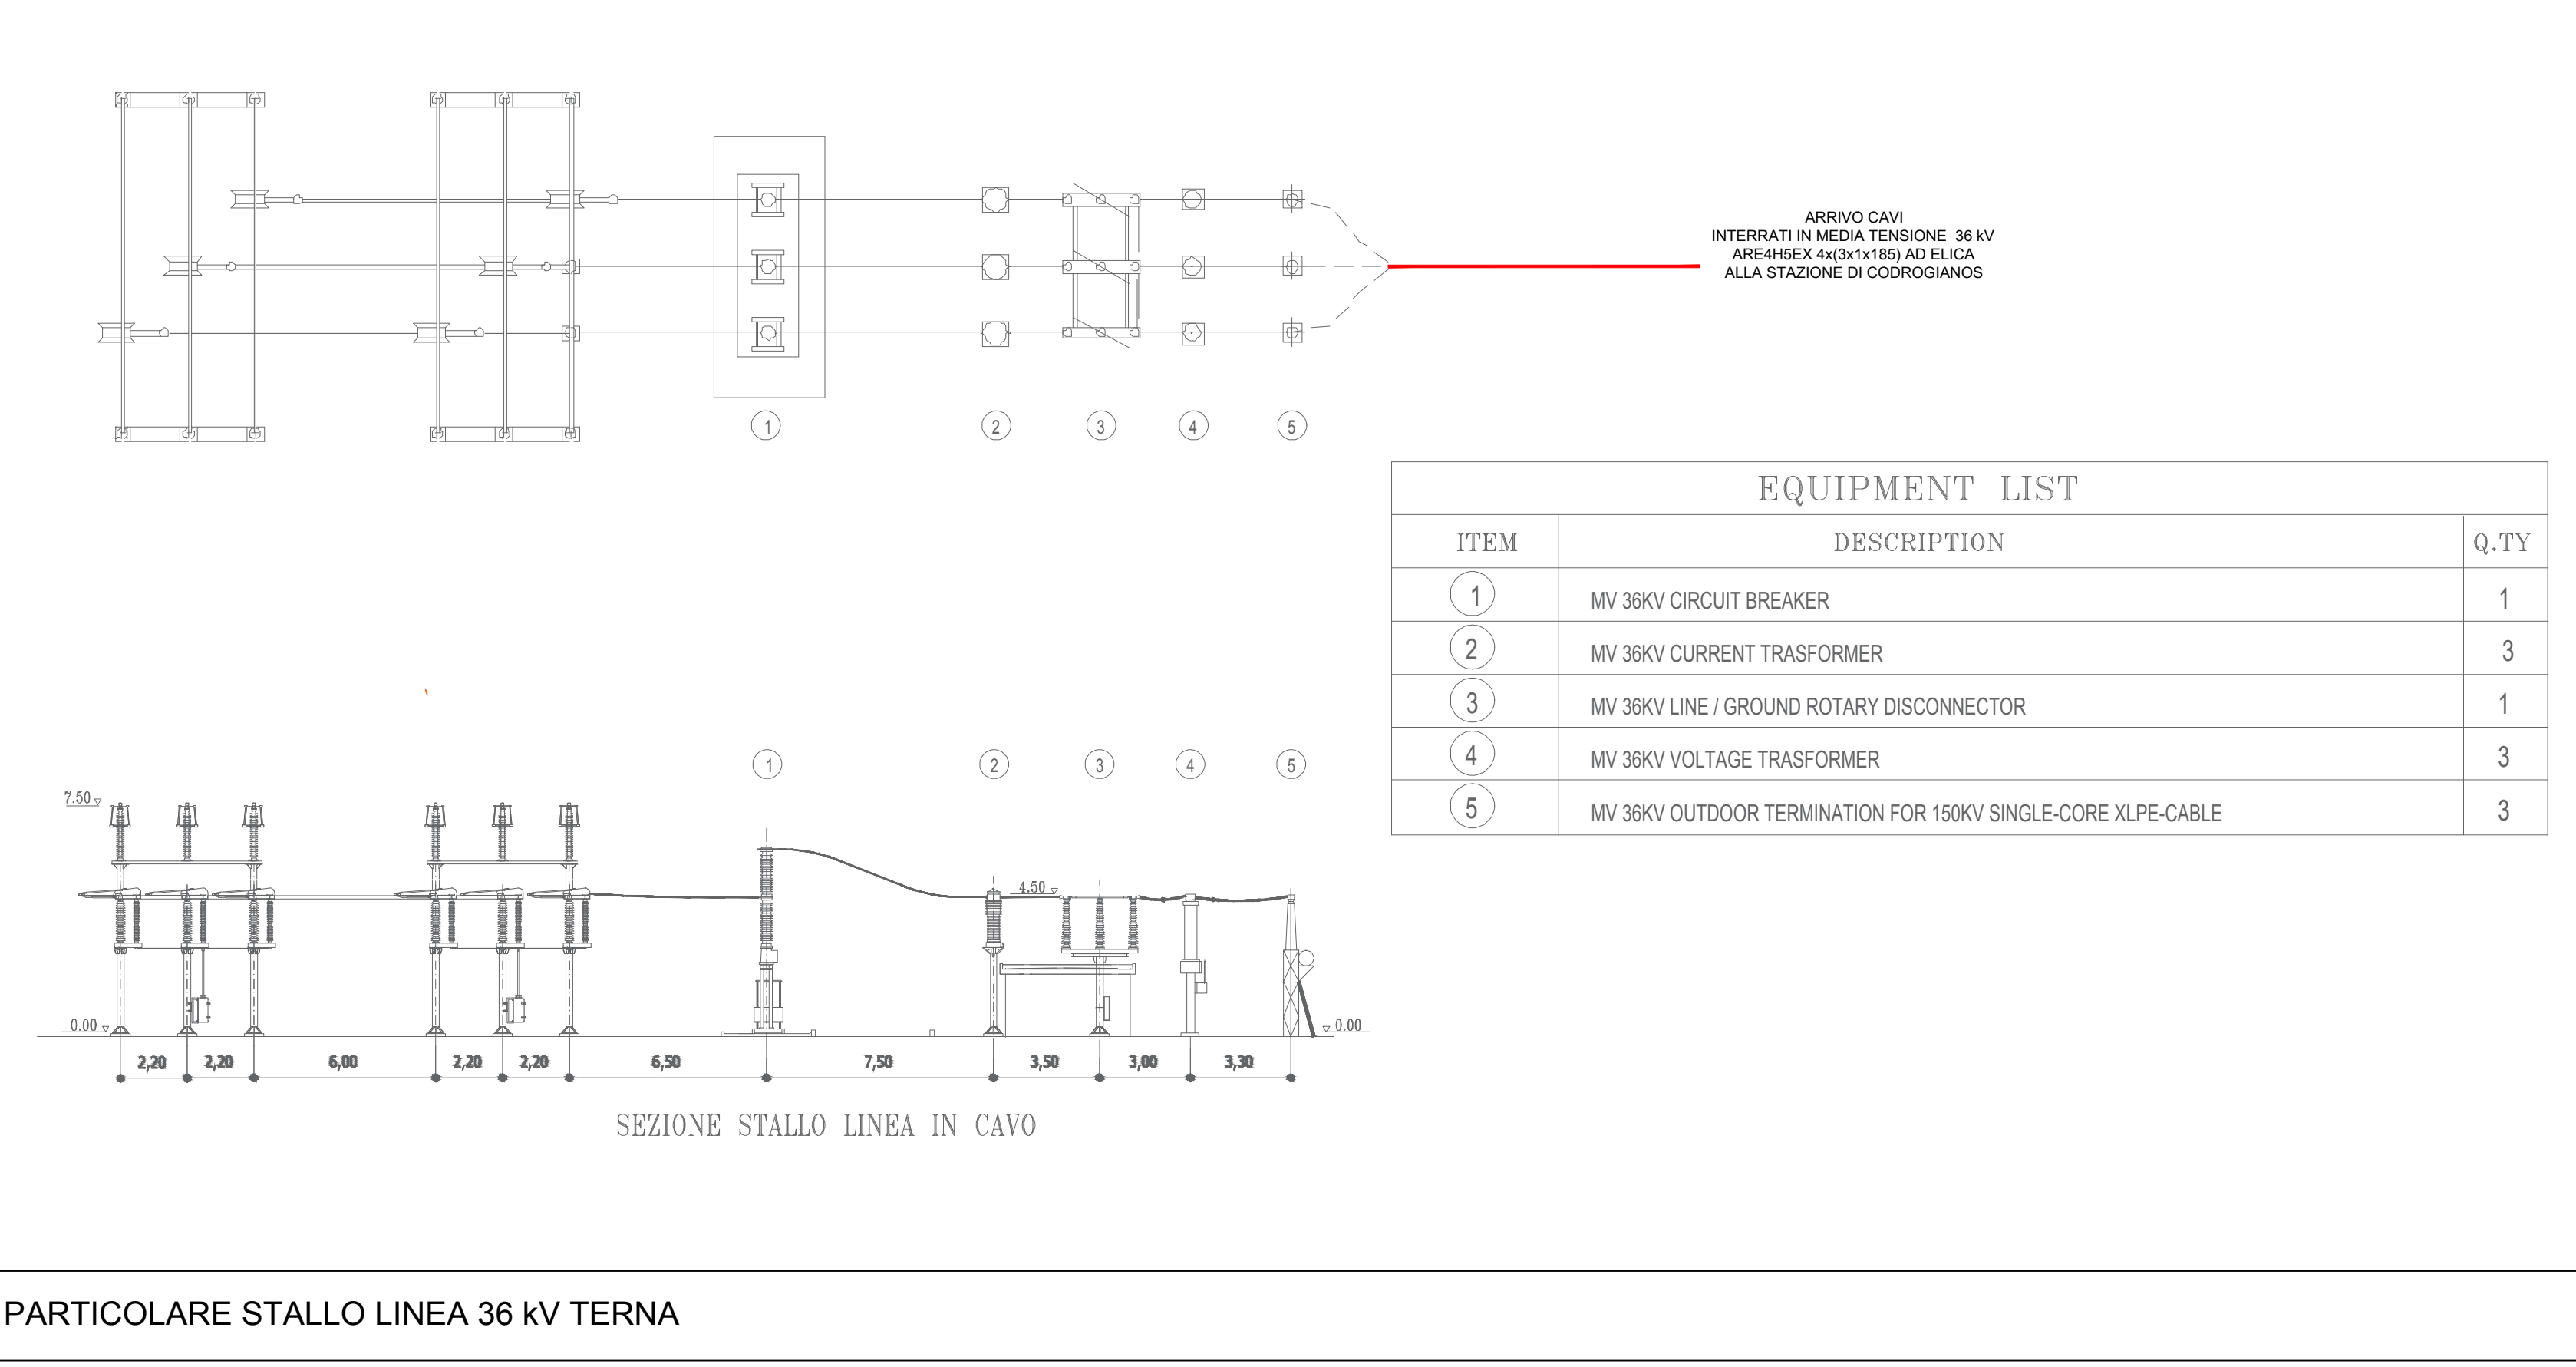 ARRIVO CAVI
INTERRATI IN MEDIA TENSIONE 36 kV
ARE4H5EX 4x(3x1x185) AD ELICA
ALLA STAZIONE DI CODROGIANOS
1 2 3 4 5
EQUIPMENT LIST
ITEM DESCRIPTION Q.TY
1 MV 36KV CIRCUIT BREAKER 1
2 MV 36KV CURRENT TRASFORMER 3
3 MV 36KV LINE / GROUND ROTARY DISCONNECTOR 1
4 MV 36KV VOLTAGE TRASFORMER 3
5 MV 36KV OUTDOOR TERMINATION FOR 150KV SINGLE-CORE XLPE-CABLE 3
1 2 3 4 5
7.50
4.50
0.00
0.00
2,20 2,20 6,00 2,20 2,20 6,50 7,50 3,50 3,00 3,30
SEZIONE STALLO LINEA IN CAVO
PARTICOLARE STALLO LINEA 36 kV TERNA